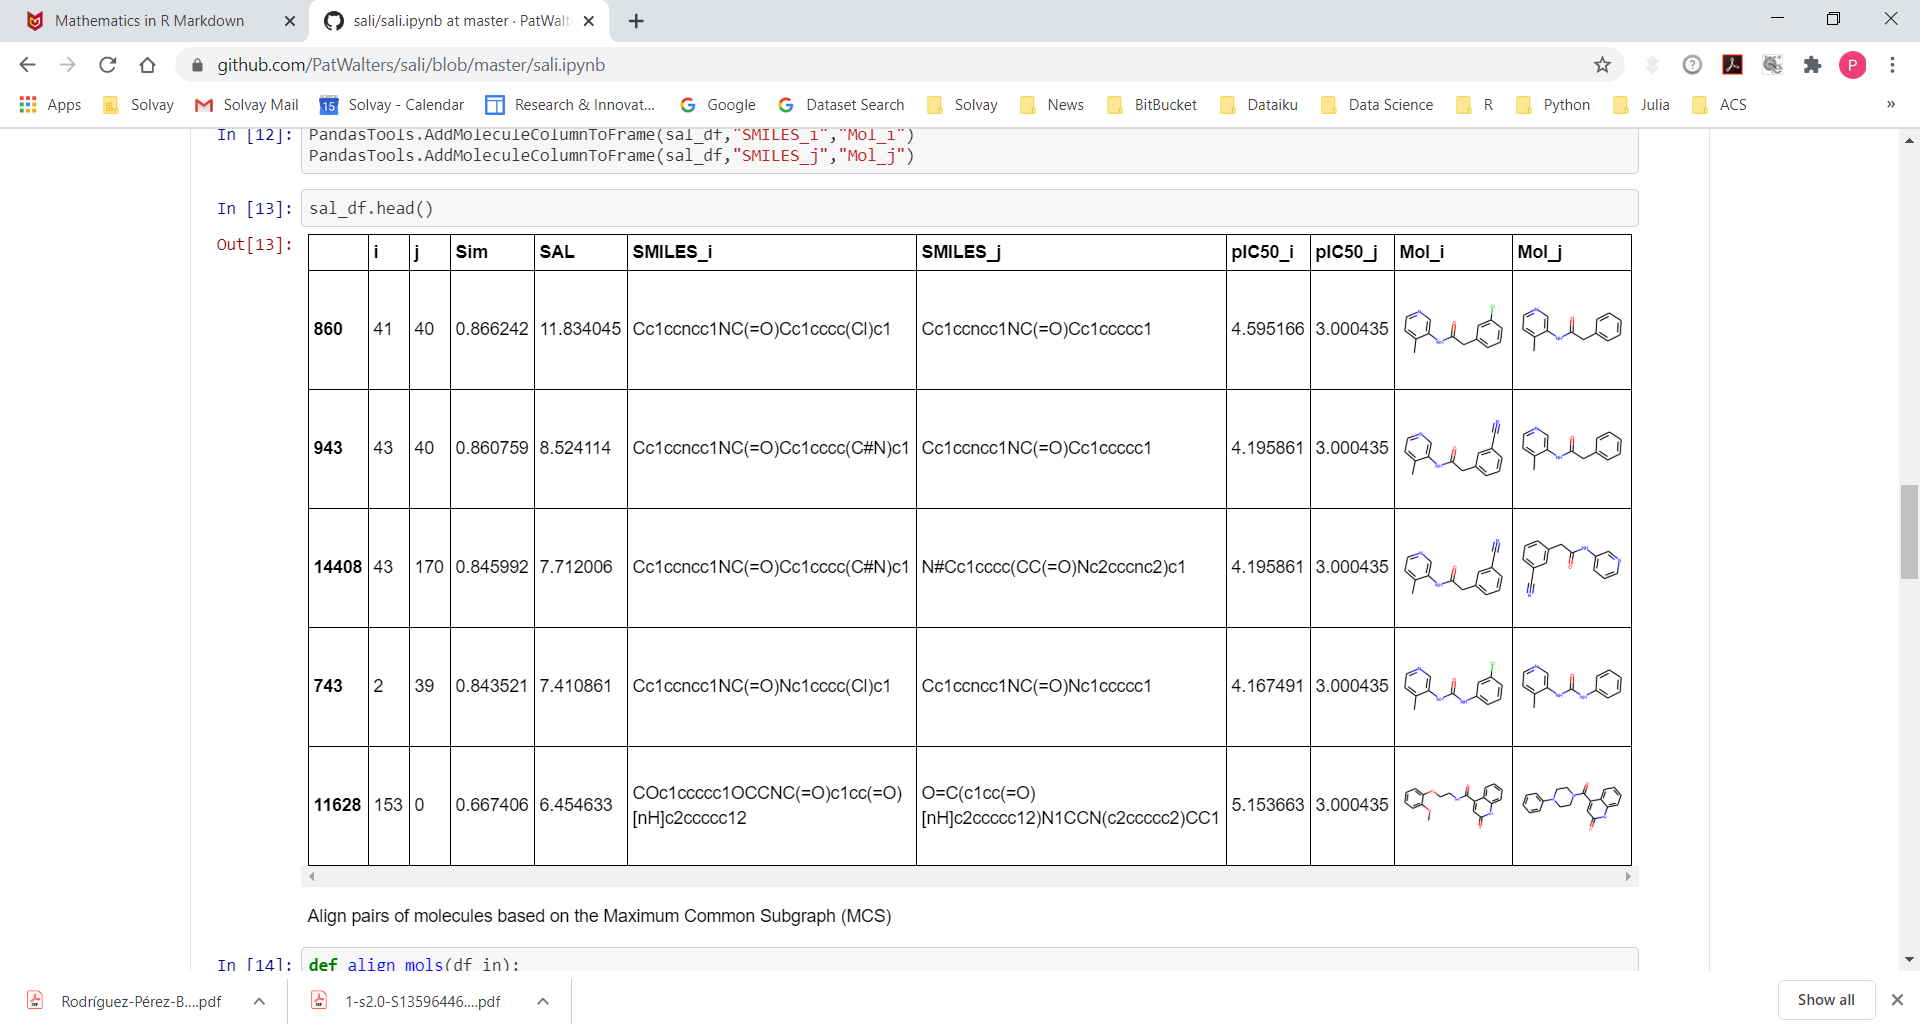 Mathematics in R Markdown
sali/sali.ipynb at master · PatWalt
github.com/PatWalters/sali/blob/master/sali.ipynb
P
Apps Solvay Solvay Mail 15 Solvay - Calendar Research & Innovat... Google Dataset Search Solvay News BitBucket Dataiku Data Science R Python Julia ACS »
In [12]: PandasTools.AddMoleculeColumnToFrame(sal_df,"SMILES_i","Mol_i")
PandasTools.AddMoleculeColumnToFrame(sal_df,"SMILES_j","Mol_j")
In [13]: sal_df.head()
Out[13]:
i j Sim SAL SMILES_i SMILES_j pIC50_i pIC50_j Mol_i Mol_j
860 41 40 0.866242 11.834045 Cc1ccncc1NC(=O)Cc1cccc(Cl)c1 Cc1ccncc1NC(=O)Cc1ccccc1 4.595166 3.000435
943 43 40 0.860759 8.524114 Cc1ccncc1NC(=O)Cc1cccc(C#N)c1 Cc1ccncc1NC(=O)Cc1ccccc1 4.195861 3.000435
14408 43 170 0.845992 7.712006 Cc1ccncc1NC(=O)Cc1cccc(C#N)c1 N#Cc1cccc(CC(=O)Nc2cccnc2)c1 4.195861 3.000435
743 2 39 0.843521 7.410861 Cc1ccncc1NC(=O)Nc1cccc(Cl)c1 Cc1ccncc1NC(=O)Nc1ccccc1 4.167491 3.000435
11628 153 0 0.667406 6.454633 COc1ccccc1OCCNC(=O)c1cc(=O)[nH]c2ccccc12 O=C(c1cc(=O)[nH]c2ccccc12)N1CCN(c2ccccc2)CC1 5.153663 3.000435
Align pairs of molecules based on the Maximum Common Subgraph (MCS)
In [14]: def align_mols(df_in):
Rodríguez-Pérez-B....pdf
1-s2.0-S13596446....pdf
Show all